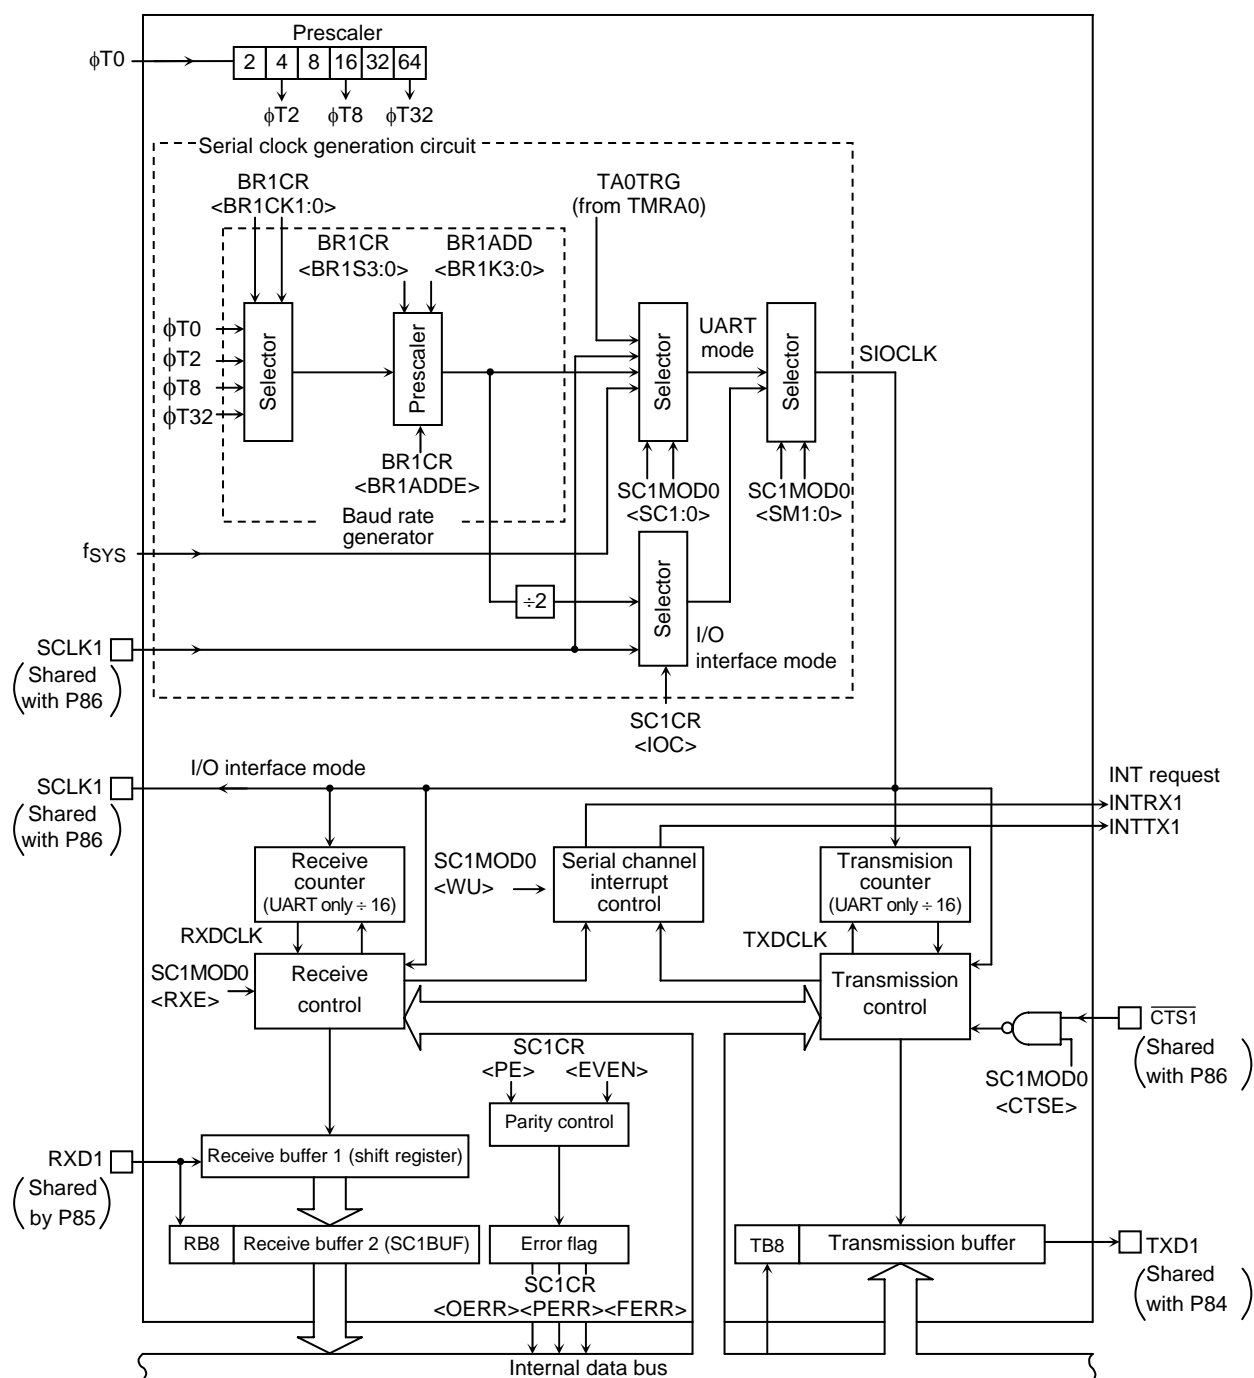 Prescaler
ϕT0
2 4 8 16 32 64
ϕT2 ϕT8 ϕT32
Serial clock generation circuit
BR1CR
<BR1CK1:0>
TA0TRG
(from TMRA0)
BR1CR
<BR1S3:0>
BR1ADD
<BR1K3:0>
ϕT0
ϕT2
ϕT8
ϕT32
Selector
Prescaler
Selector
UART
mode
Selector
SIOCLK
BR1CR
<BR1ADDE>
SC1MOD0
<SC1:0>
SC1MOD0
<SM1:0>
Baud rate
generator
fSYS
÷2
Selector
I/O
interface mode
SCLK1
(Shared
with P86)
SC1CR
<IOC>
I/O interface mode
SCLK1
(Shared
with P86)
INT request
INTRX1
INTTX1
Receive
counter
(UART only ÷ 16)
SC1MOD0
<WU>
Serial channel
interrupt
control
Transmision
counter
(UART only ÷ 16)
RXDCLK
TXDCLK
SC1MOD0
<RXE>
Receive
control
Transmission
control
CTS1
(Shared
with P86)
SC1MOD0
<CTSE>
SC1CR
<PE> <EVEN>
Parity control
RXD1
(Shared
by P85)
Receive buffer 1 (shift register)
RB8 Receive buffer 2 (SC1BUF)
Error flag
TB8 Transmission buffer
TXD1
(Shared
with P84)
SC1CR
<OERR><PERR><FERR>
Internal data bus